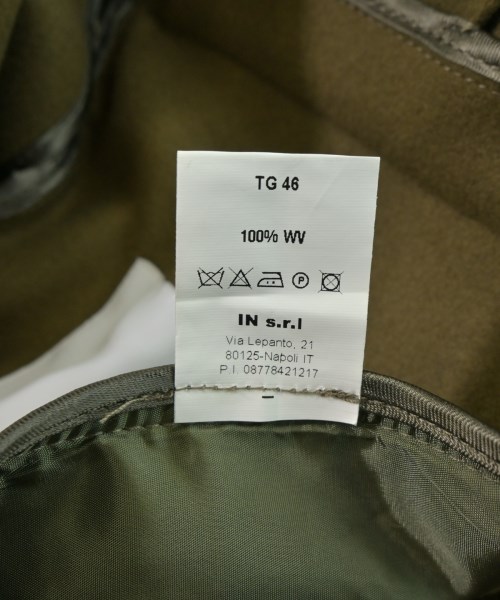 TG 46
100% WV
P
IN s.r.l
Via Lepanto, 21
80125-Napoli IT
P.I. 08778421217